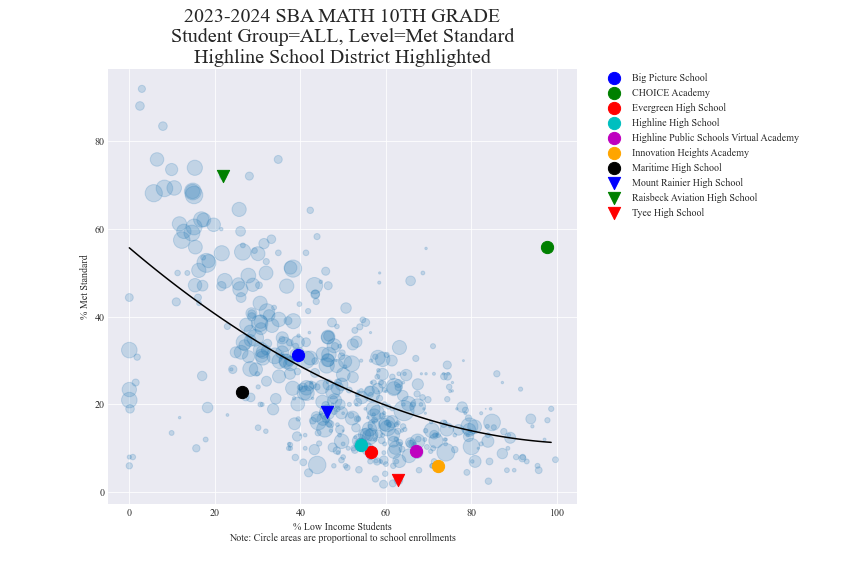 2023-2024 SBA MATH 10TH GRADE
Student Group=ALL, Level=Met Standard
Highline School District Highlighted
% Met Standard
80
60
40
20
0
0 20 40 60 80 100
% Low Income Students
Note: Circle areas are proportional to school enrollments
Big Picture School
CHOICE Academy
Evergreen High School
Highline High School
Highline Public Schools Virtual Academy
Innovation Heights Academy
Maritime High School
Mount Rainier High School
Raisbeck Aviation High School
Tyee High School